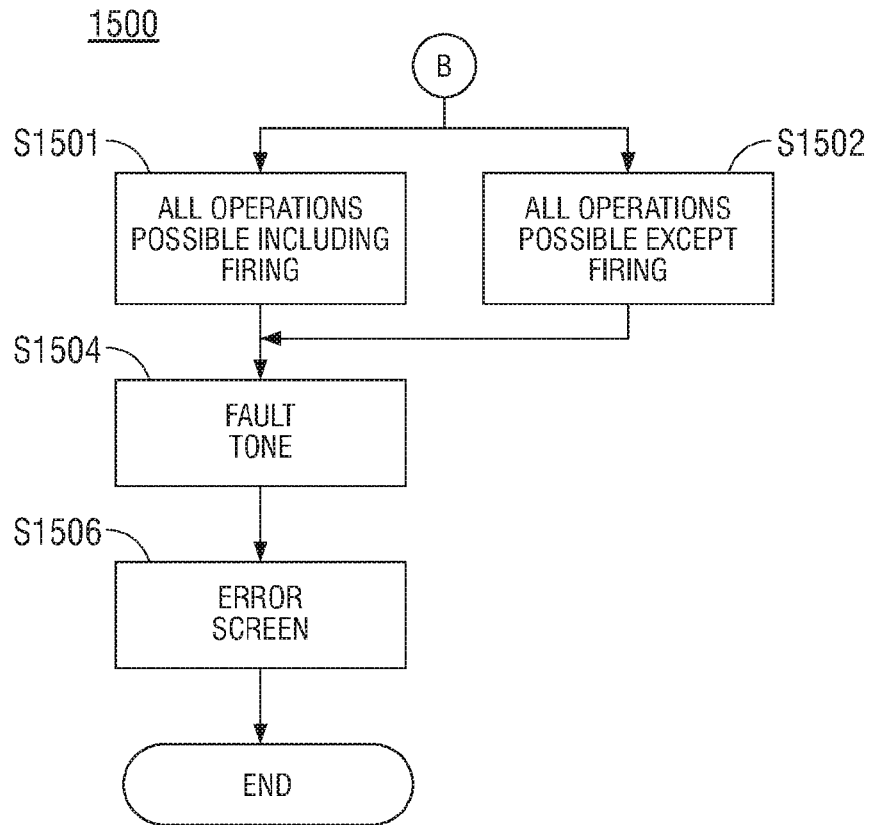 1500
B
S1501
S1502
ALL OPERATIONS
POSSIBLE INCLUDING
FIRING
ALL OPERATIONS
POSSIBLE EXCEPT
FIRING
S1504
FAULT
TONE
S1506
ERROR
SCREEN
END